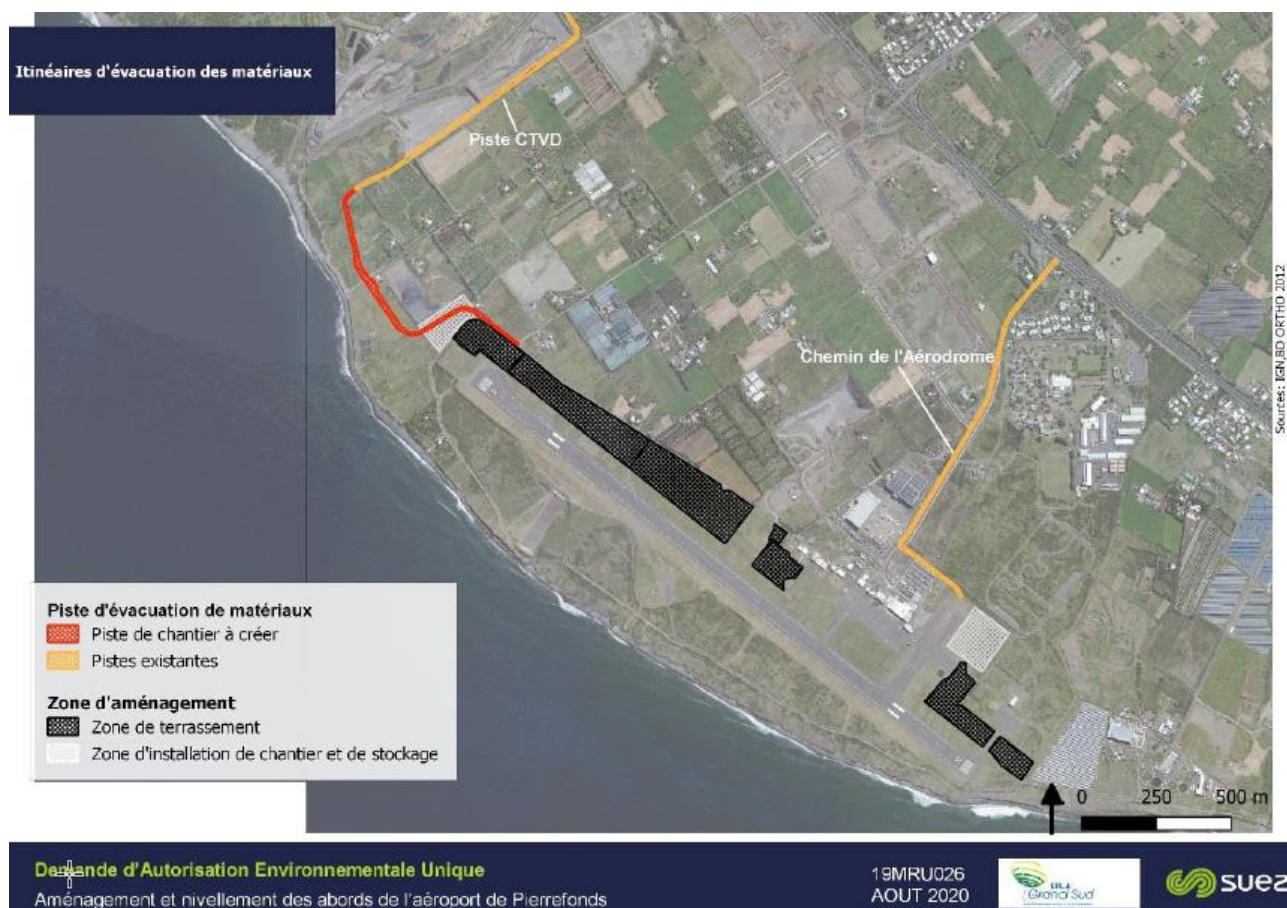 Itinéaires d'évacuation des matériaux
Piste CTVD
Chemin de l'Aérodrome
Sources: IGN,BD ORTHO 2012
Piste d'évacuation de matériaux
Piste de chantier à créer
Pistes existantes
Zone d'aménagement
Zone de terrassement
Zone d'installation de chantier et de stockage
0 250 500 m
Demande d'Autorisation Environnementale Unique
Aménagement et nivellement des abords de l'aéroport de Pierrefonds
19MRU026
AOUT 2020
Grand Sud
suez